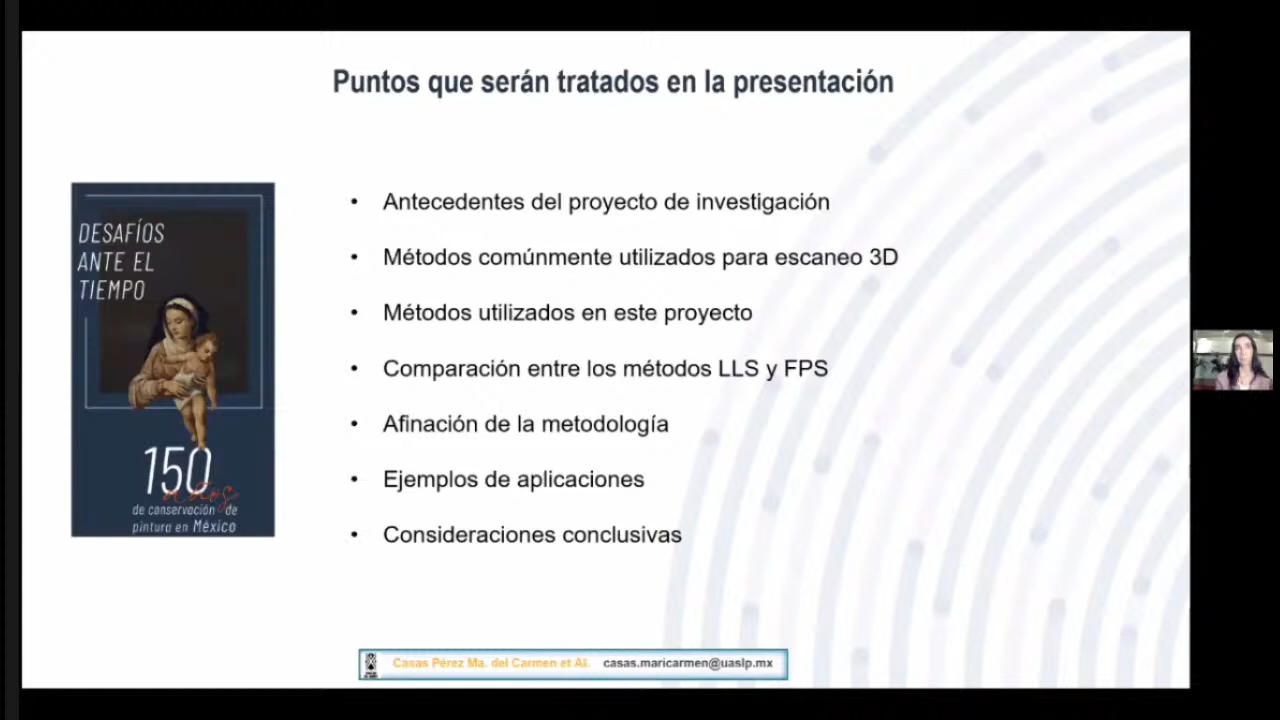 Puntos que serán tratados en la presentación
DESAFÍOS
ANTE EL
TIEMPO
150
años
de conservación de
pintura en México
• Antecedentes del proyecto de investigación
• Métodos comúnmente utilizados para escaneo 3D
• Métodos utilizados en este proyecto
• Comparación entre los métodos LLS y FPS
• Afinación de la metodología
• Ejemplos de aplicaciones
• Consideraciones conclusivas
Casas Pérez Ma. del Carmen et Al. casas.maricarmen@uaslp.mx